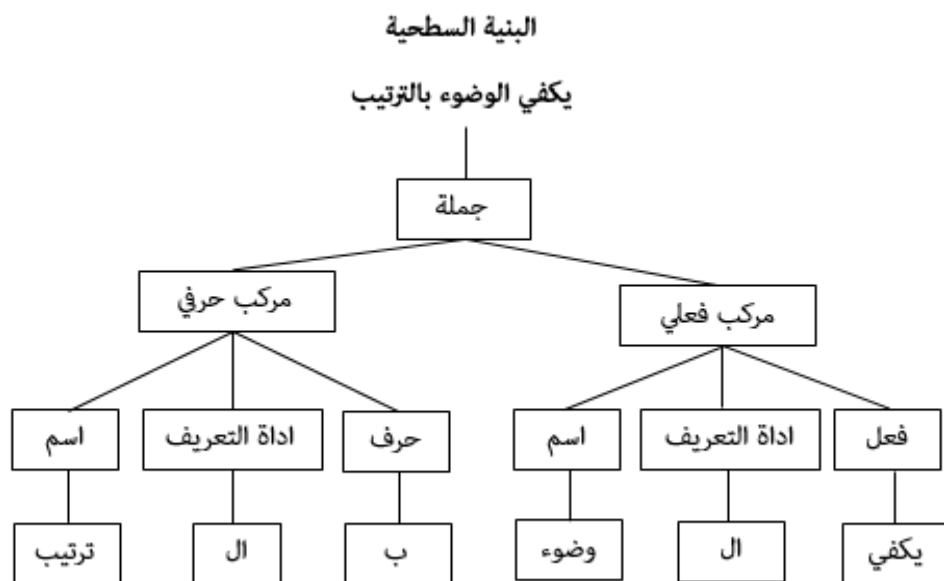 البنية السطحية
يكفي الوضوء بالترتيب
جملة
مركب فعلي
مركب حرفي
فعل
اداة التعريف
اسم
حرف
اداة التعريف
اسم
يكفي
ال
وضوء
ب
ال
ترتيب